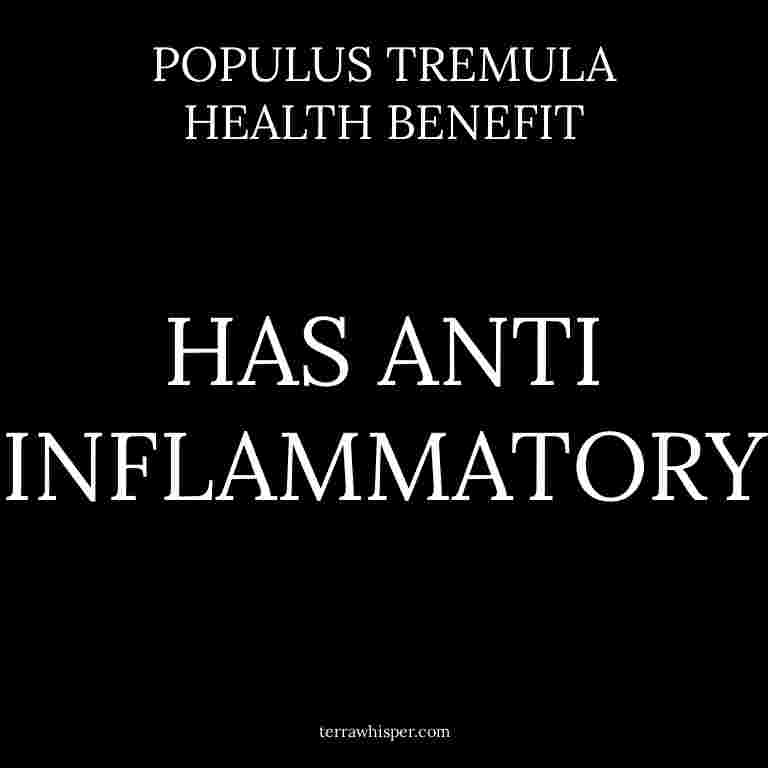 POPULUS TREMULA
HEALTH BENEFIT
HAS ANTI
INFLAMMATORY
terrawhisper.com